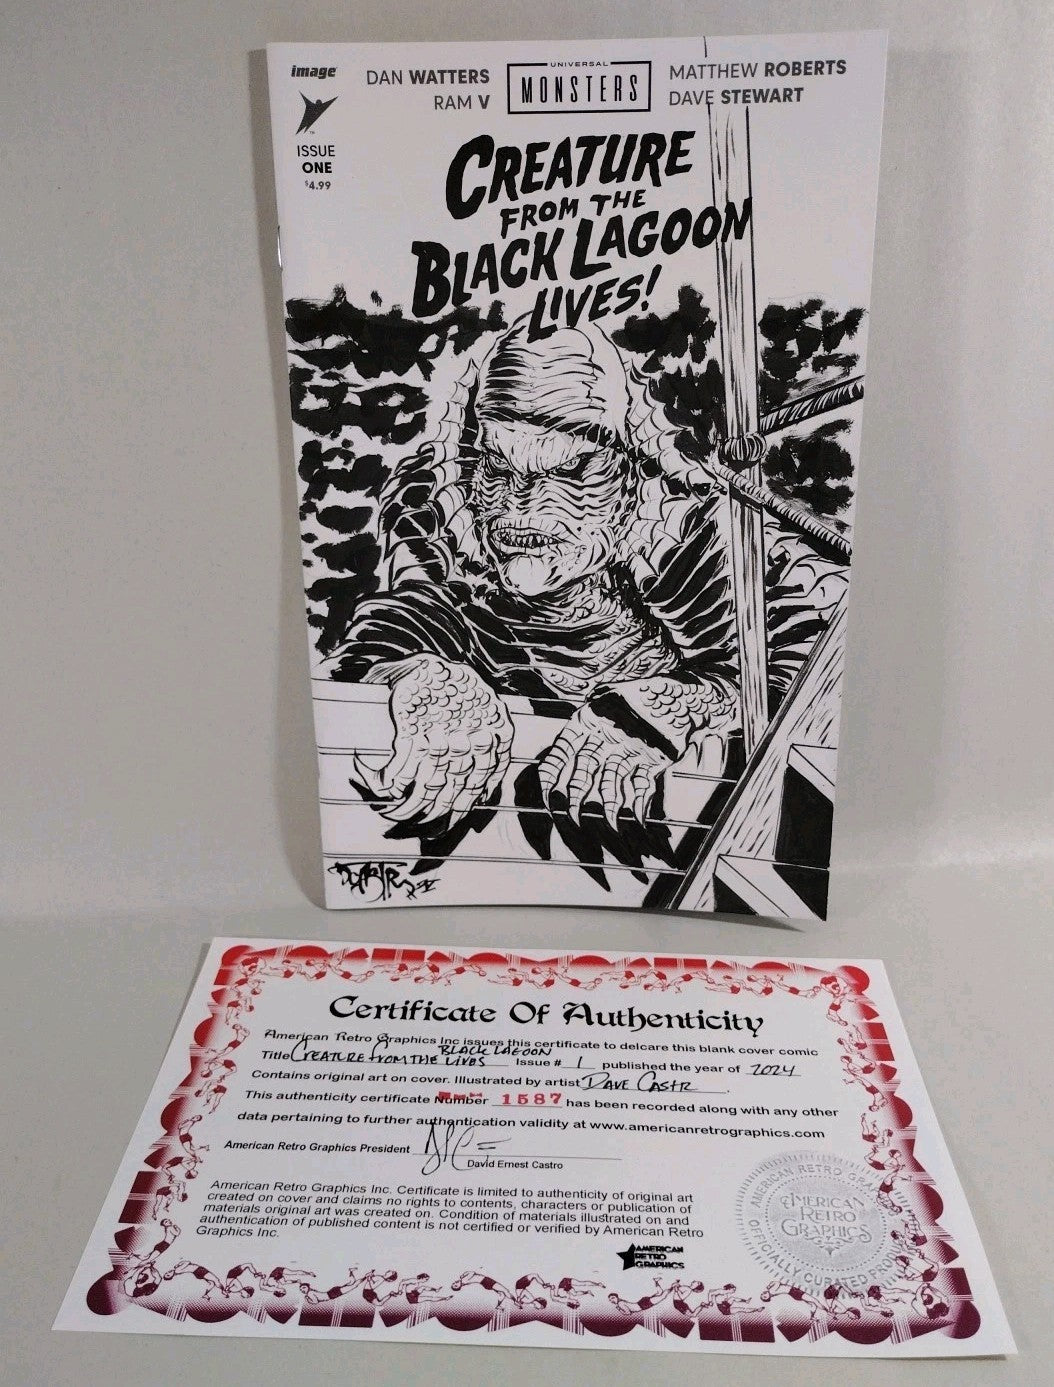 image
DAN WATTERS
RAM V
UNIVERSAL
MONSTERS
MATTHEW ROBERTS
DAVE STEWART
ISSUE
ONE
$4.99
CREATURE
FROM THE
BLACK LAGOON
LIVES!
Certificate Of Authenticity
American Retro Graphics Inc issues this certificate to delcare this blank cover comic
BLACK LAGOON
Title CREATURE FROM THE LIVES Issue # 1 published the year of 2024
Contains original art on cover. Illustrated by artist DAVE CASTR
This authenticity certificate Number 1587 has been recorded along with any other
data pertaining to further authentication validity at www.americanretrographics.com
American Retro Graphics President
David Ernest Castro
American Retro Graphics Inc. Certificate is limited to authenticity of original art
created on cover and claims no rights to contents, characters or publication of
materials original art was created on. Condition of materials illustrated on and
authentication of published content is not certified or verified by American Retro
Graphics Inc.
AMERICAN
RETRO
GRAPHICS
AMERICAN RETRO GRAPHICS
AMERICAN
RETRO
GRAPHICS
OFFICIALLY CURATED PRODUCT